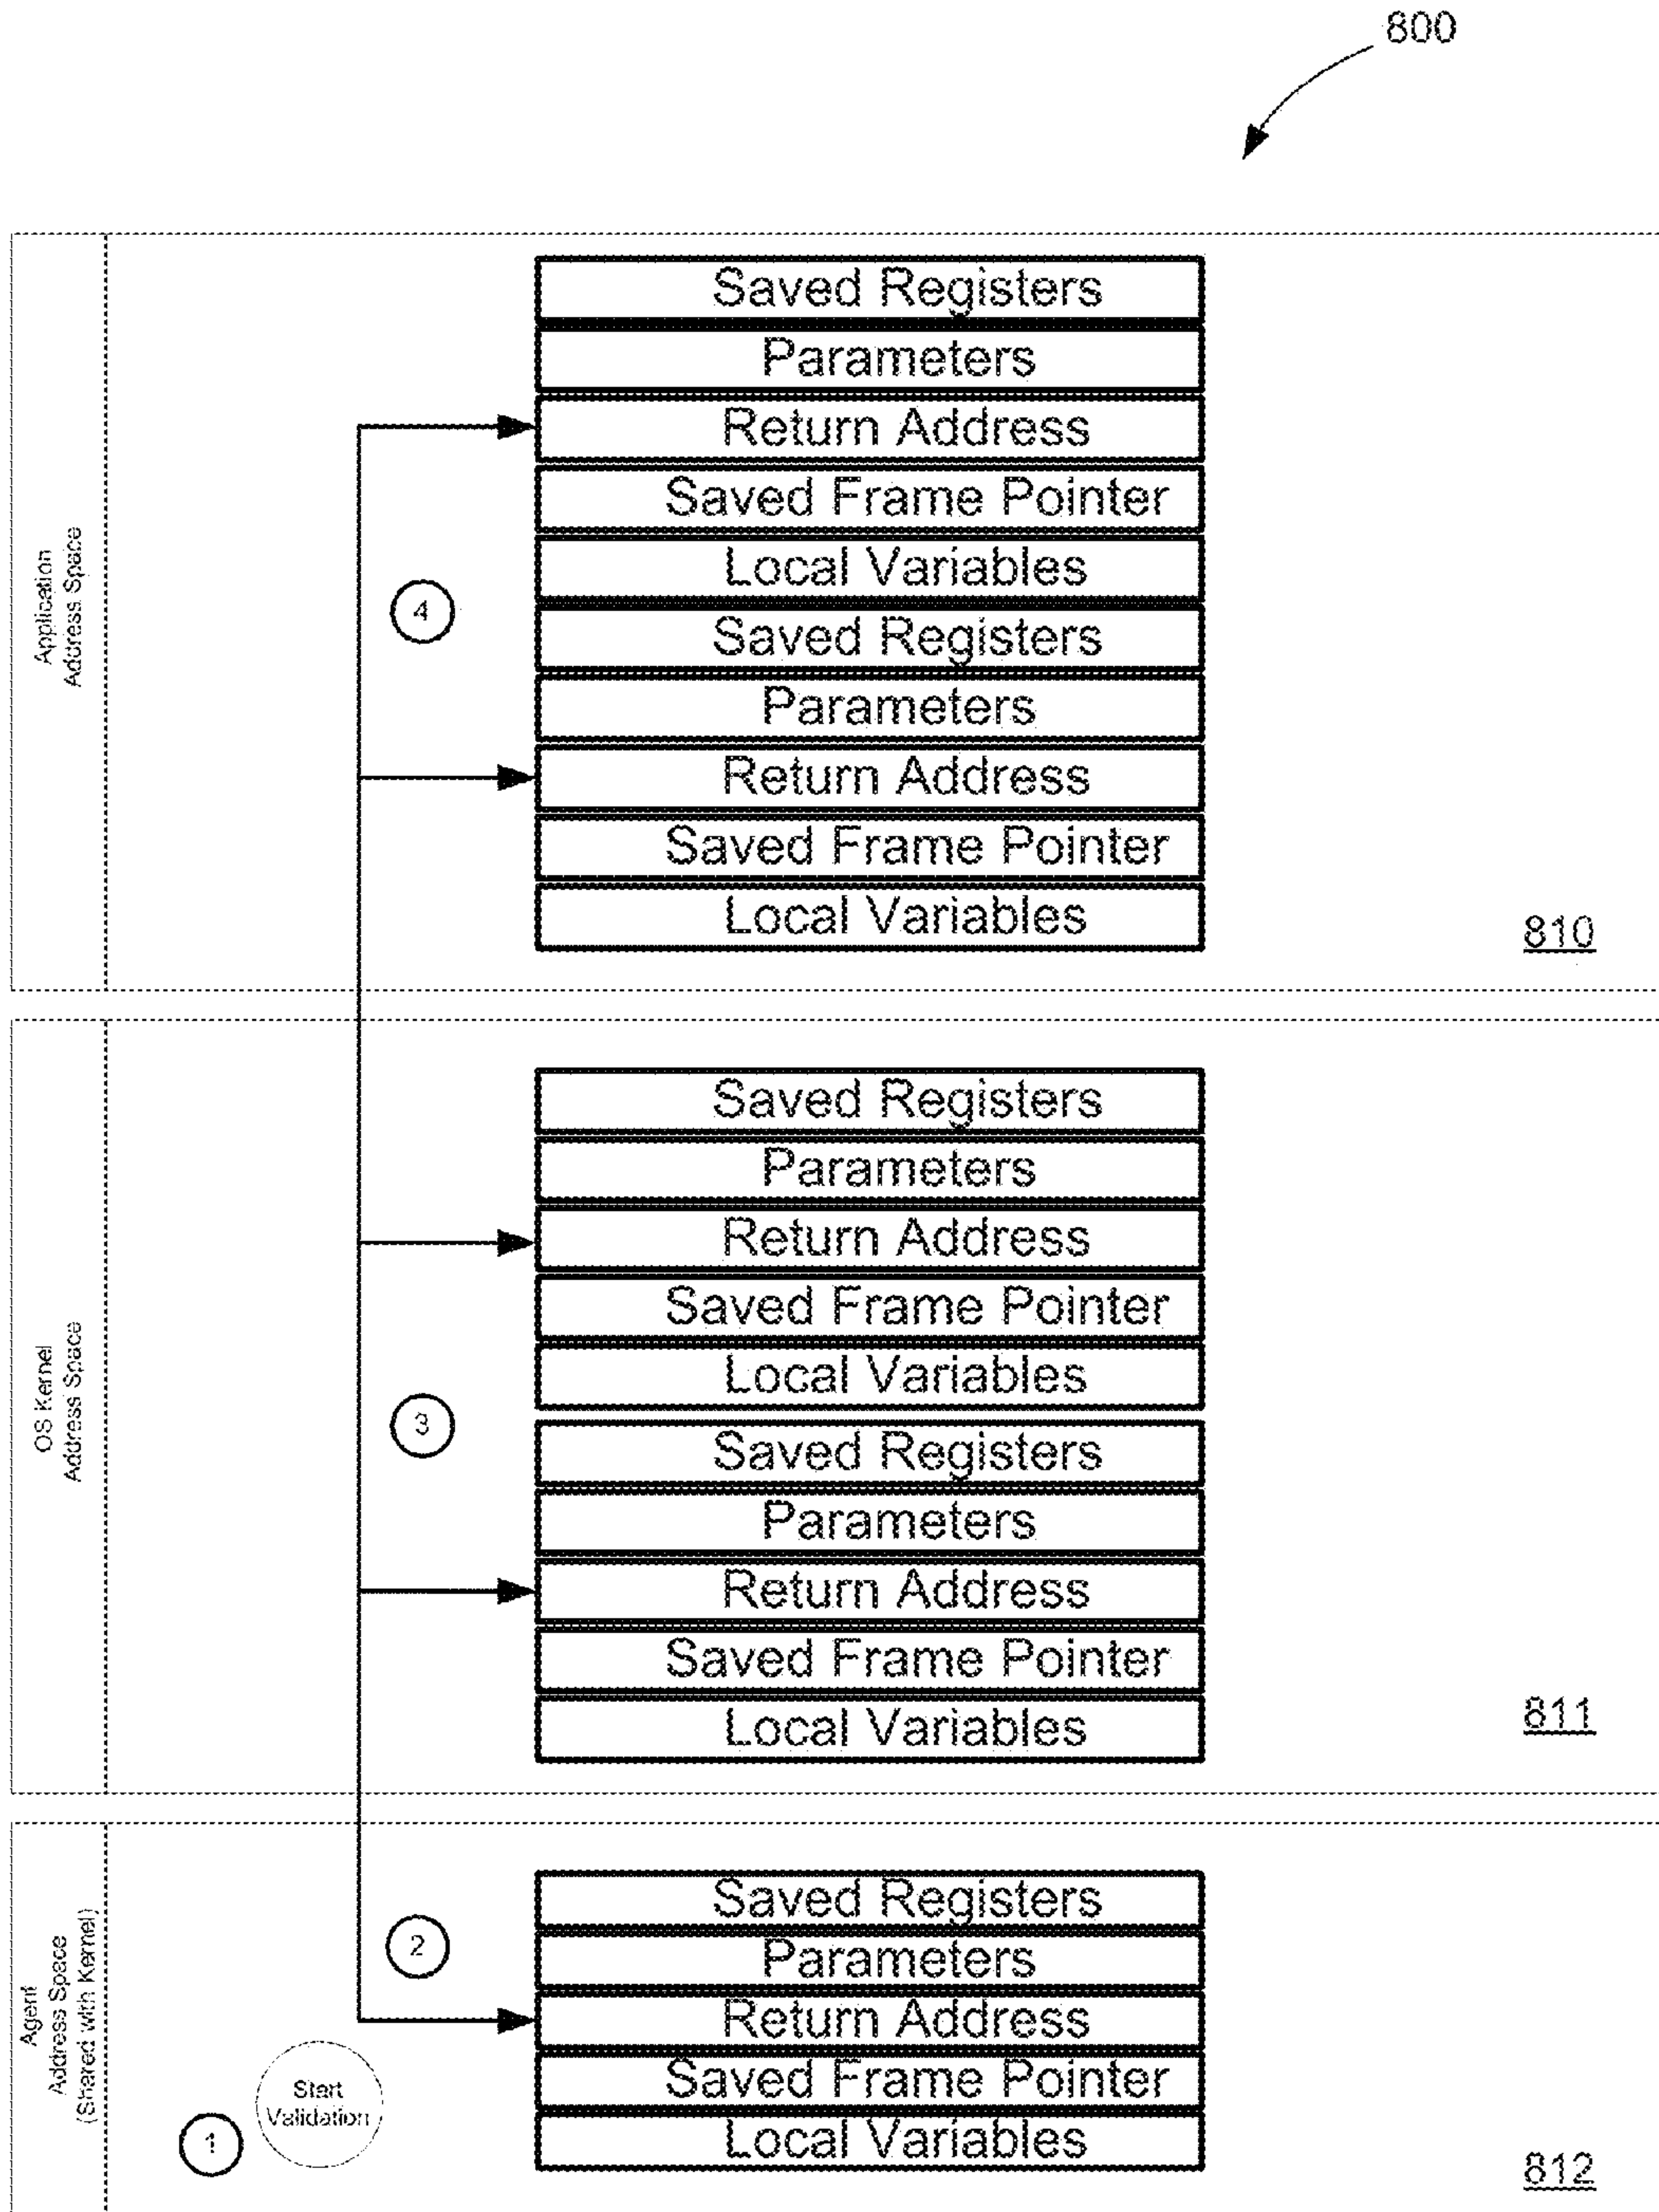 800
Application
Address Space
Saved Registers
Parameters
Return Address
Saved Frame Pointer
Local Variables
4
Saved Registers
Parameters
Return Address
Saved Frame Pointer
Local Variables
810
OS Kernel
Address Space
Saved Registers
Parameters
Return Address
Saved Frame Pointer
Local Variables
3
Saved Registers
Parameters
Return Address
Saved Frame Pointer
Local Variables
811
Agent
Address Space
(Shared with Kernel)
2
Saved Registers
Parameters
Return Address
Saved Frame Pointer
Local Variables
Start
Validation
1
812